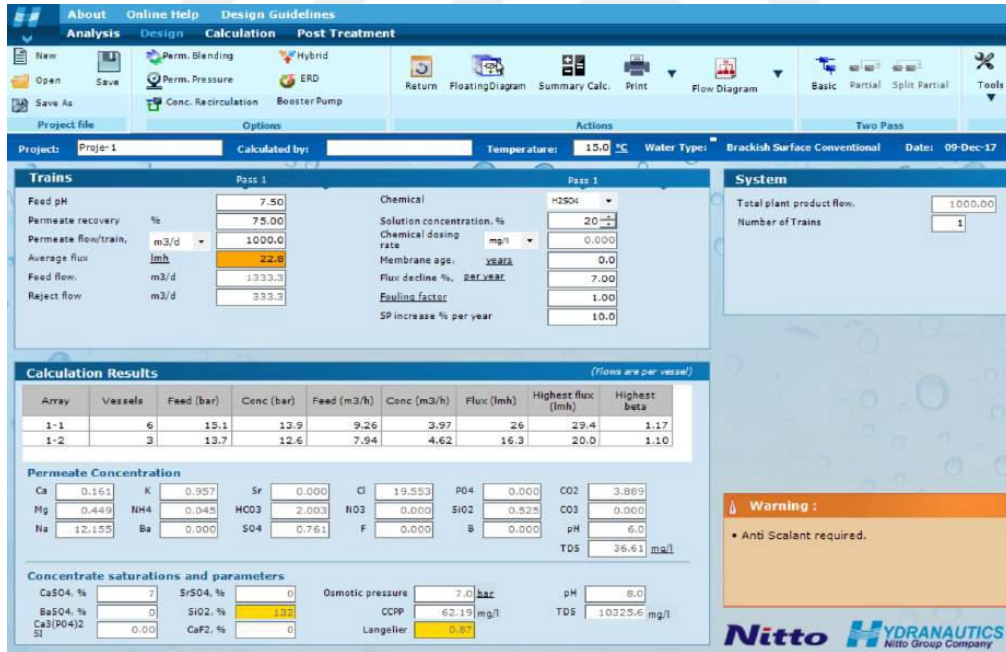 About Online Help Design Guidelines
Analysis Design Calculation Post Treatment
New Save Perm. Blending Hybrid
Open Perm. Pressure ERD
Save As Conc. Recirculation Booster Pump
Return FloatingDiagram Summary Calc. Print Flow Diagram Basic Partial Split Partial Tools
Project file Options Actions Two Pass
Project: Proje-1 Calculated by: Temperature: 15.0 °C Water Type: Brackish Surface Conventional Date: 09-Dec-17
Trains Pass 1 Pass 1
Feed pH 7.50 Chemical H2SO4
Permeate recovery % 75.00 Solution concentration, % 20
Permeate flow/train, m3/d 1000.0 Chemical dosing rate mg/l 0.000
Average flux lmh 22.8 Membrane age, years 0.0
Feed flow, m3/d 1333.3 Flux decline %, per year 7.00
Reject flow m3/d 333.3 Fouling factor 1.00
SP increase % per year 10.0
System
Total plant product flow, 1000.00
Number of Trains 1
Calculation Results (Flows are per vessel)
Array Vessels Feed (bar) Conc (bar) Feed (m3/h) Conc (m3/h) Flux (lmh) Highest flux (lmh) Highest beta
1-1 6 15.1 13.9 9.26 3.97 26 29.4 1.17
1-2 3 13.7 12.6 7.94 4.62 16.3 20.0 1.10
Permeate Concentration
Ca 0.161 K 0.957 Sr 0.000 Cl 19.553 PO4 0.000 CO2 3.889
Mg 0.449 NH4 0.045 HCO3 2.003 NO3 0.000 SiO2 0.525 CO3 0.000
Na 12.155 Ba 0.000 SO4 0.761 F 0.000 B 0.000 pH 6.0
TDS 36.61 mg/l
Concentrate saturations and parameters
CaSO4, % 7 SrSO4, % 0 Osmotic pressure 7.0 bar pH 8.0
BaSO4, % 0 SiO2, % 132 CCPP 62.19 mg/l TDS 10325.6 mg/l
Ca3(PO4)2 SI 0.00 CaF2, % 0 Langelier 0.87
Warning :
• Anti Scalant required.
Nitto HYDRANAUTICS
Nitto Group Company